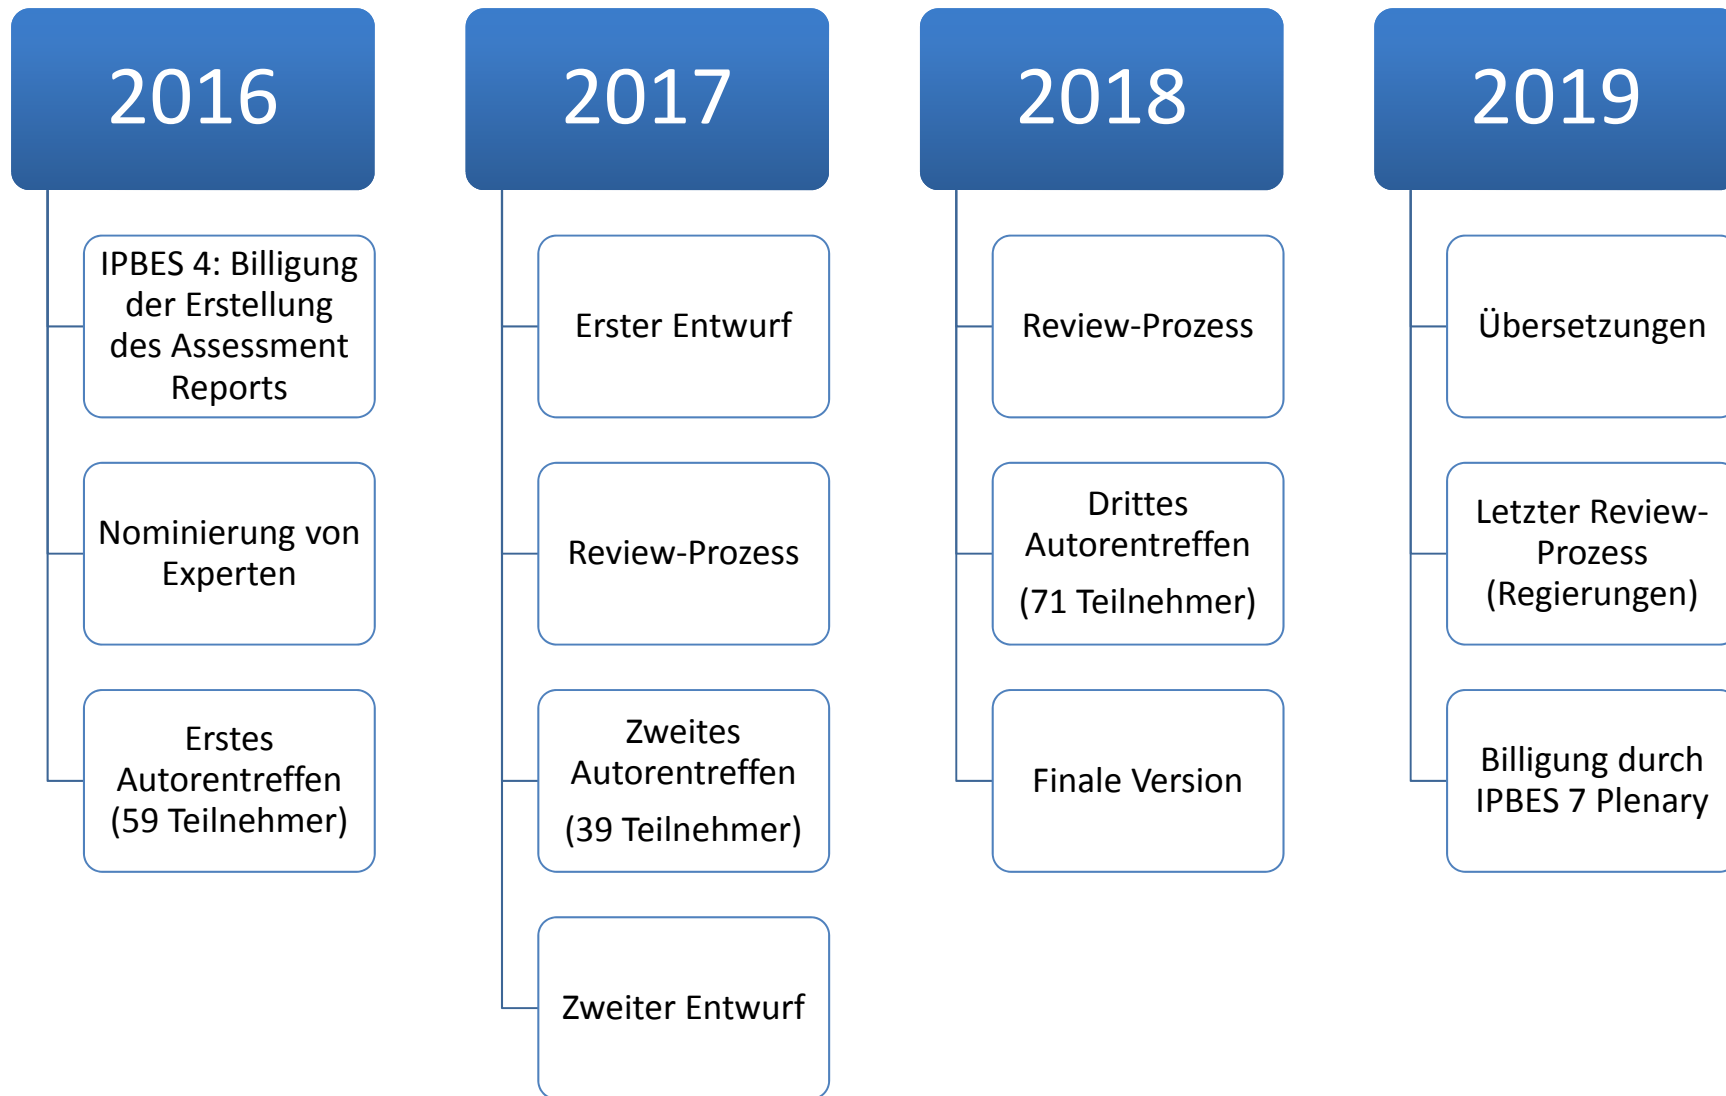 2016
IPBES 4: Billigung
der Erstellung
des Assessment
Reports
Nominierung von
Experten
Erstes
Autorentreffen
(59 Teilnehmer)
2017
Erster Entwurf
Review-Prozess
Zweites
Autorentreffen
(39 Teilnehmer)
Zweiter Entwurf
2018
Review-Prozess
Drittes
Autorentreffen
(71 Teilnehmer)
Finale Version
2019
Übersetzungen
Letzter Review-
Prozess
(Regierungen)
Billigung durch
IPBES 7 Plenary